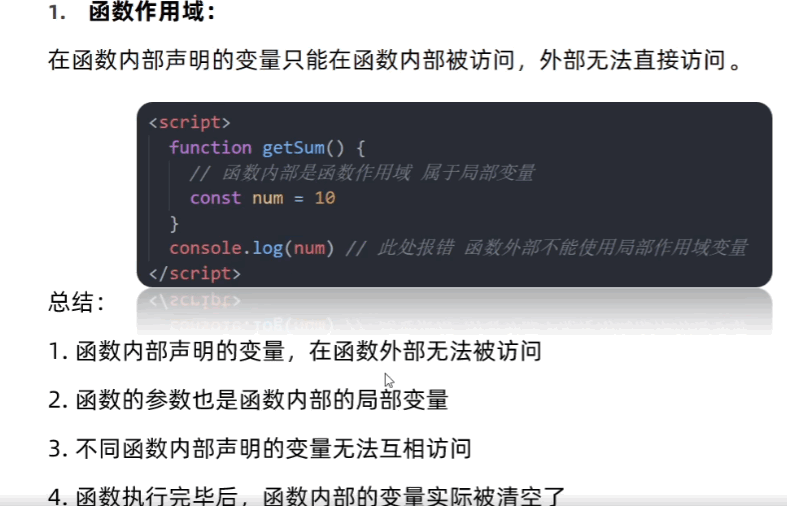 1. 函数作用域：
在函数内部声明的变量只能在函数内部被访问，外部无法直接访问。
<script>
function getSum() {
// 函数内部是函数作用域 属于局部变量
const num = 10
}
console.log(num) // 此处报错 函数外部不能使用局部作用域变量
</script>
总结：
1. 函数内部声明的变量，在函数外部无法被访问
2. 函数的参数也是函数内部的局部变量
3. 不同函数内部声明的变量无法互相访问
4. 函数执行完毕后，函数内部的变量实际被清空了